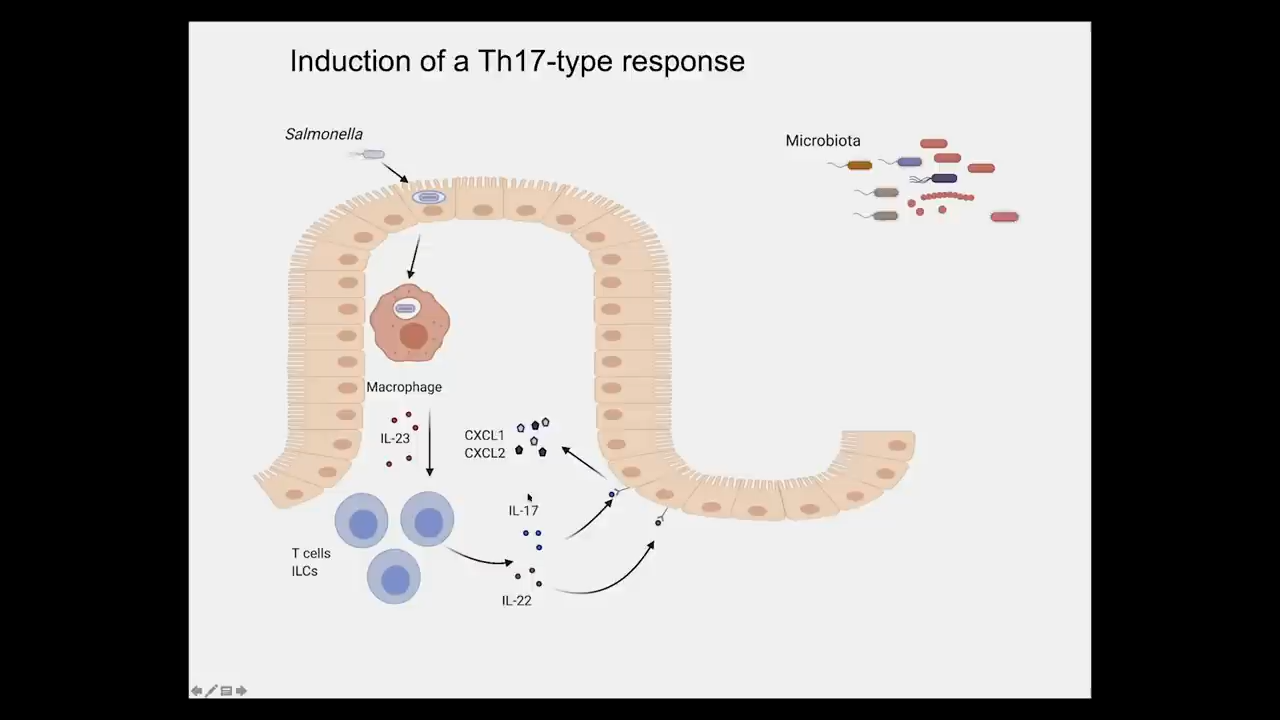 Induction of a Th17-type response
Salmonella
Microbiota
Macrophage
IL-23
CXCL1
CXCL2
IL-17
T cells
ILCs
IL-22